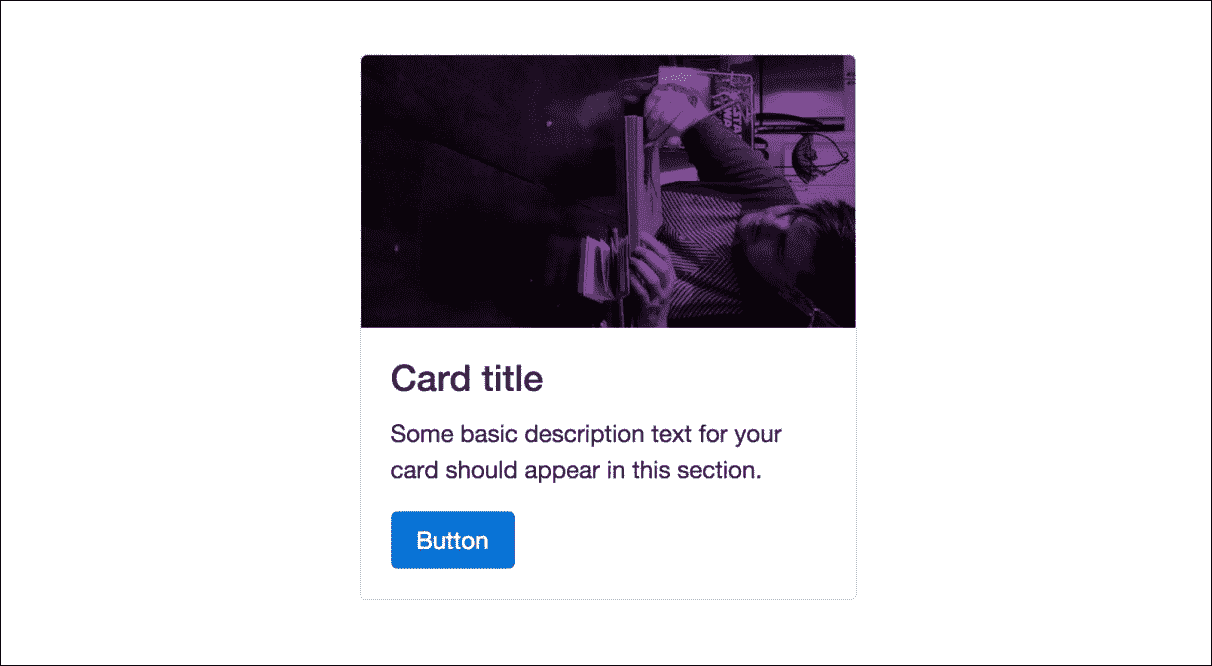 Card title
Some basic description text for your
card should appear in this section.
Button